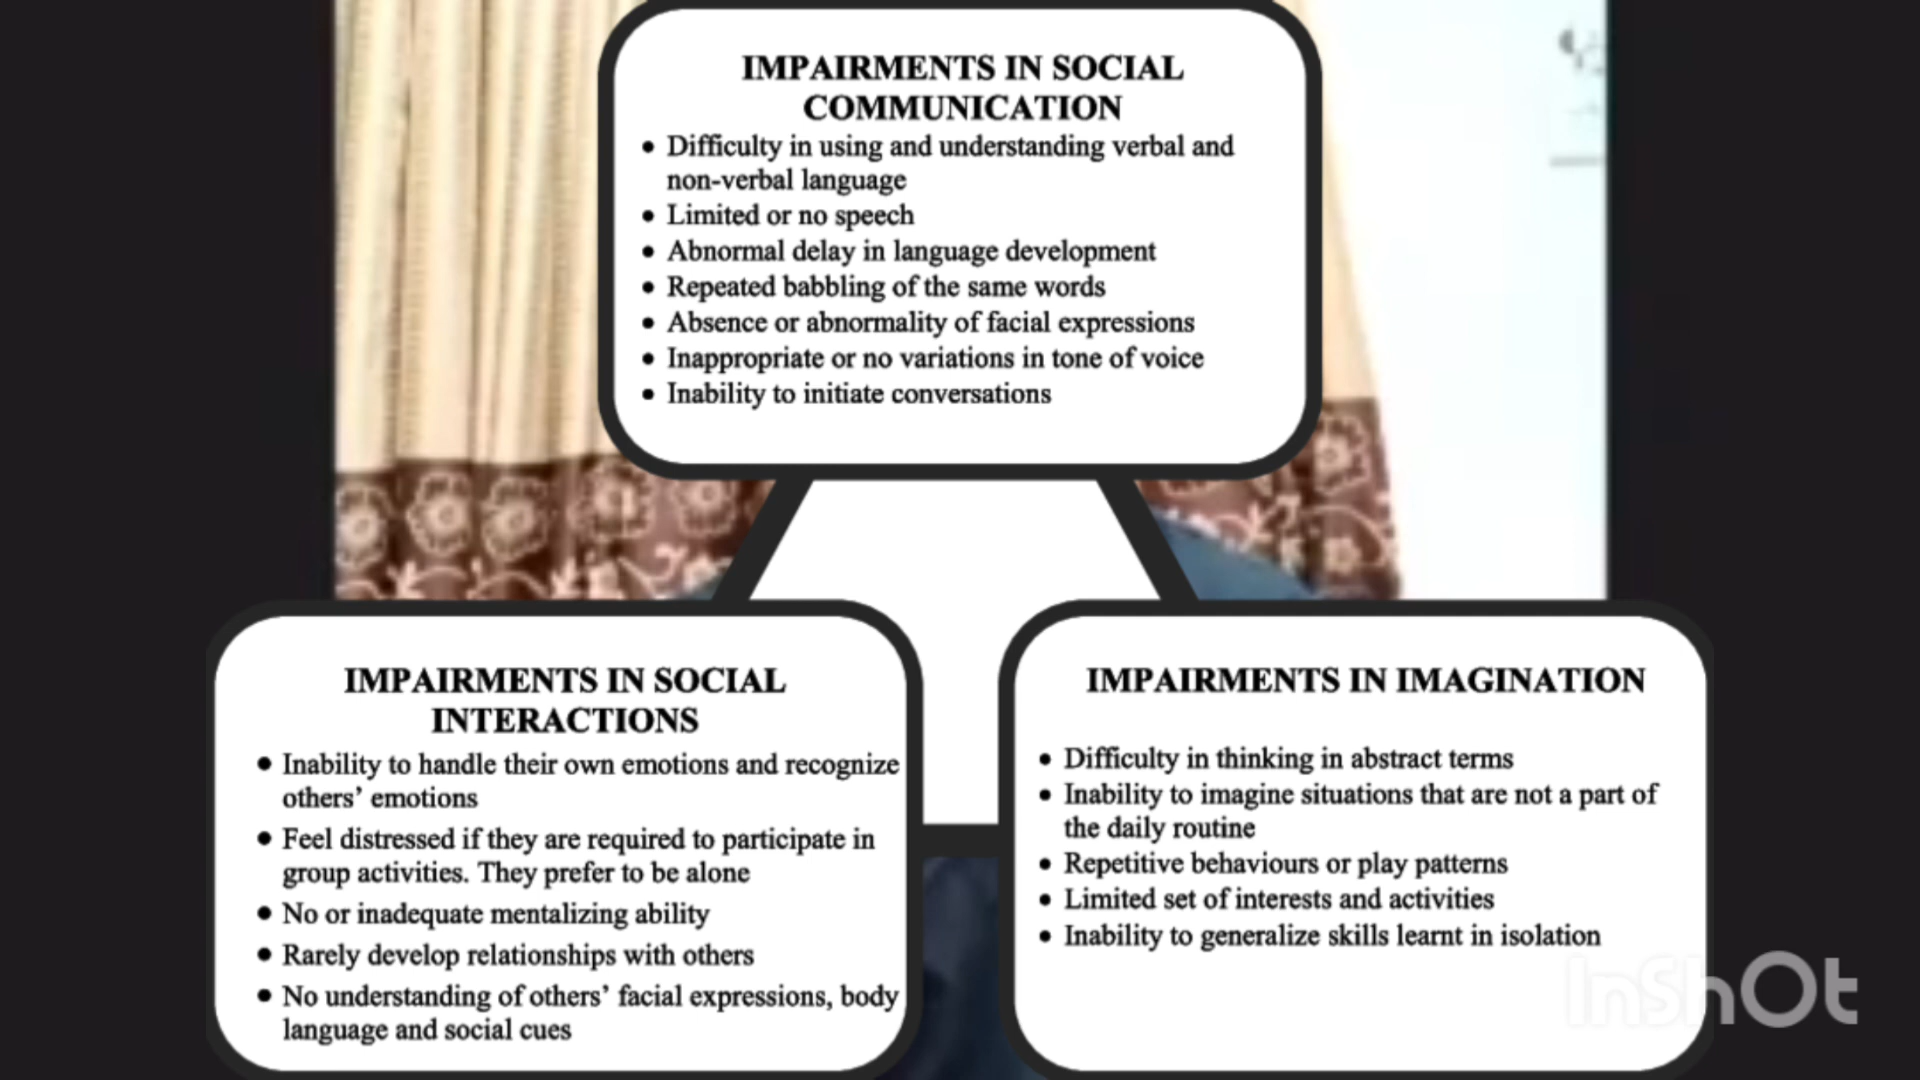 IMPAIRMENTS IN SOCIAL
COMMUNICATION
• Difficulty in using and understanding verbal and
non-verbal language
• Limited or no speech
• Abnormal delay in language development
• Repeated babbling of the same words
• Absence or abnormality of facial expressions
• Inappropriate or no variations in tone of voice
• Inability to initiate conversations
IMPAIRMENTS IN SOCIAL
INTERACTIONS
• Inability to handle their own emotions and recognize
others’ emotions
• Feel distressed if they are required to participate in
group activities. They prefer to be alone
• No or inadequate mentalizing ability
• Rarely develop relationships with others
• No understanding of others’ facial expressions, body
language and social cues
IMPAIRMENTS IN IMAGINATION
• Difficulty in thinking in abstract terms
• Inability to imagine situations that are not a part of
the daily routine
• Repetitive behaviours or play patterns
• Limited set of interests and activities
• Inability to generalize skills learnt in isolation
InShOt